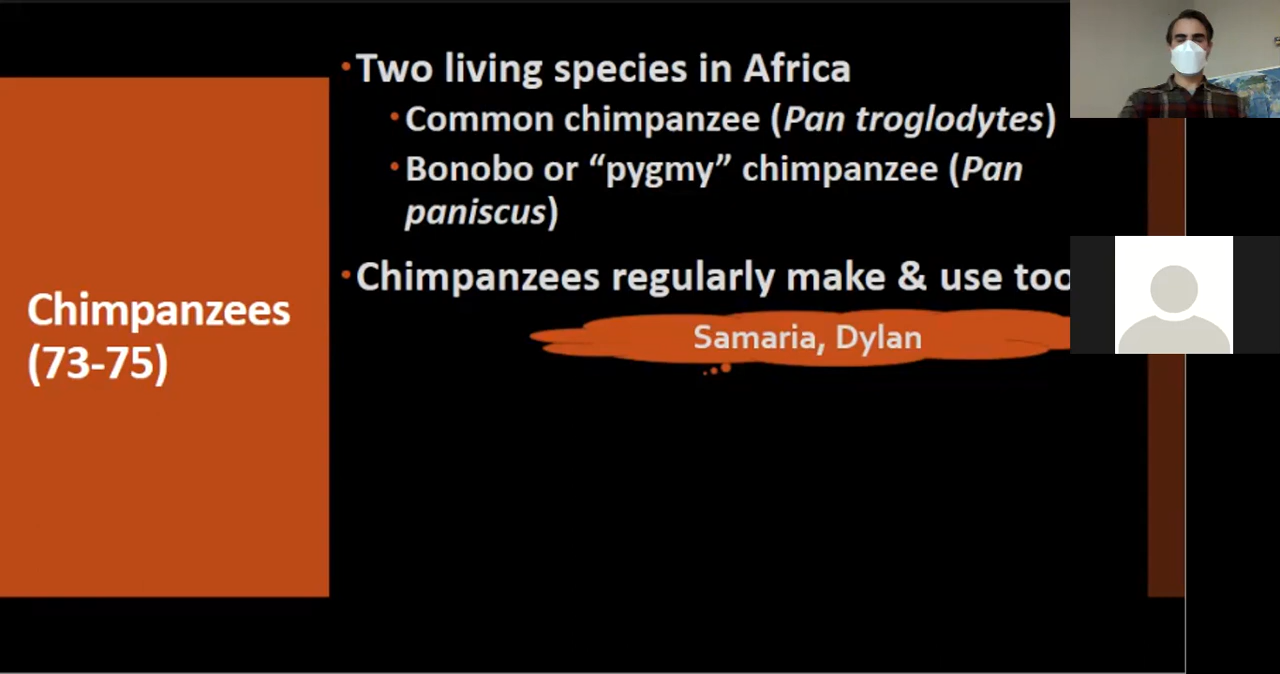 Two living species in Africa
Common chimpanzee (Pan troglodytes)
Bonobo or “pygmy” chimpanzee (Pan
paniscus)
Chimpanzees regularly make & use
Samaria, Dylan
Chimpanzees
(73-75)